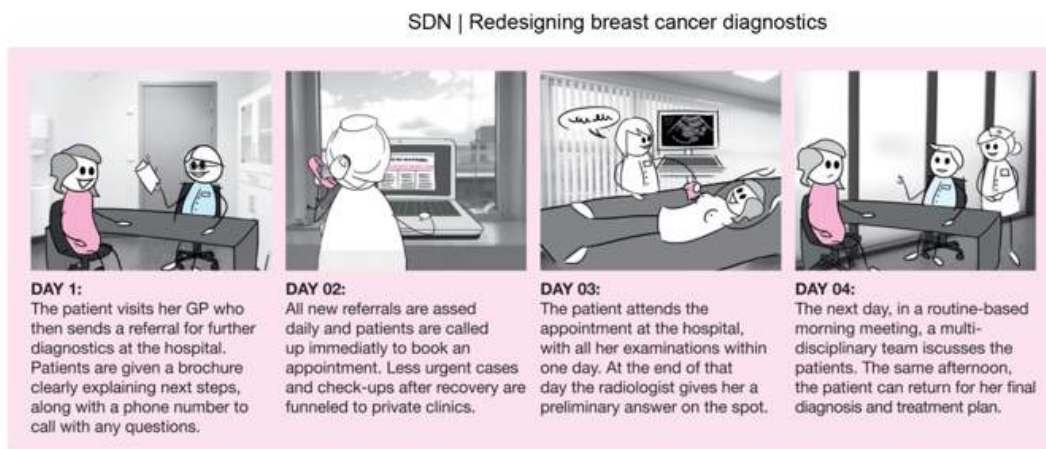 SDN | Redesigning breast cancer diagnostics
DAY 1:
The patient visits her GP who
then sends a referral for further
diagnostics at the hospital.
Patients are given a brochure
clearly explaining next steps,
along with a phone number to
call with any questions.
DAY 02:
All new referrals are assed
daily and patients are called
up immediatly to book an
appointment. Less urgent cases
and check-ups after recovery are
funneled to private clinics.
DAY 03:
The patient attends the
appointment at the hospital,
with all her examinations within
one day. At the end of that
day the radiologist gives her a
preliminary answer on the spot.
DAY 04:
The next day, in a routine-based
morning meeting, a multi-
disciplinary team iscusses the
patients. The same afternoon,
the patient can return for her final
diagnosis and treatment plan.